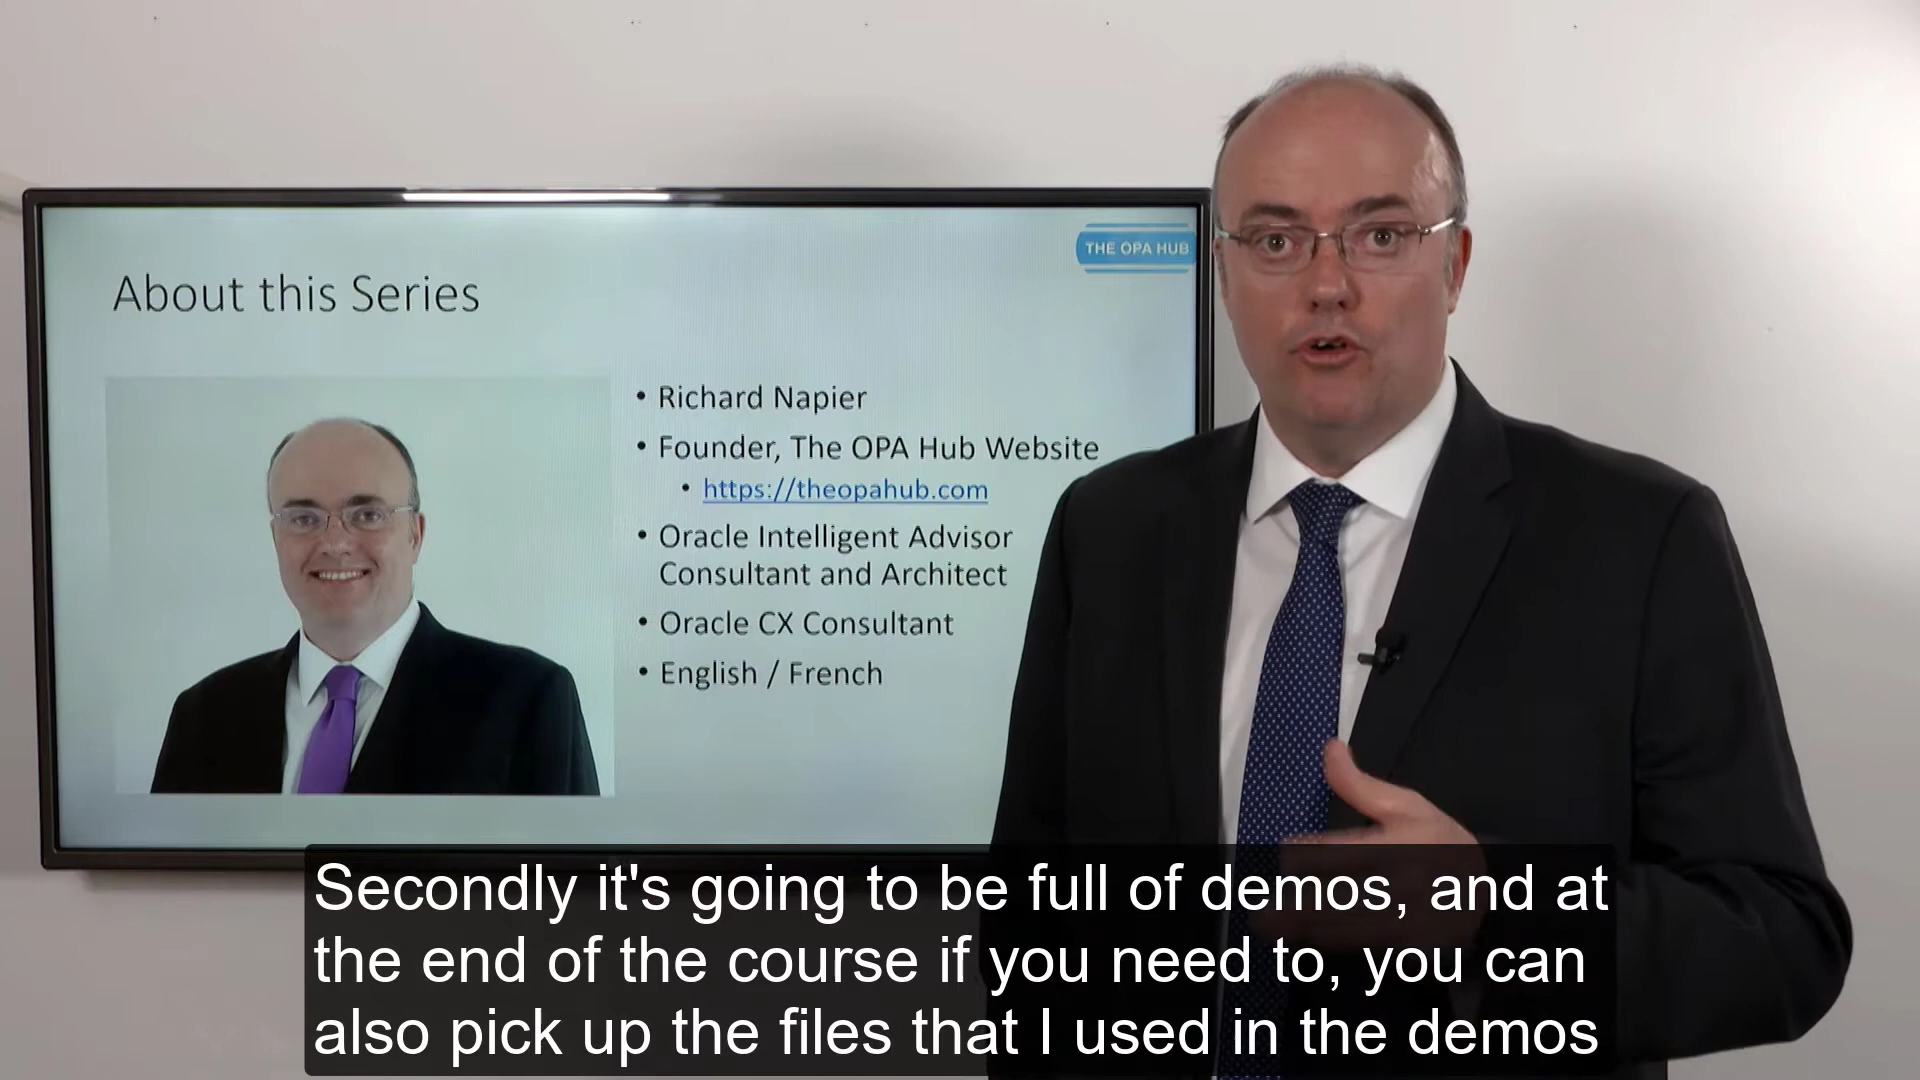 THE OPA HUB
About this Series
• Richard Napier
• Founder, The OPA Hub Website
• https://theopahub.com
• Oracle Intelligent Advisor
Consultant and Architect
• Oracle CX Consultant
• English / French
Secondly it's going to be full of demos, and at
the end of the course if you need to, you can
also pick up the files that I used in the demos